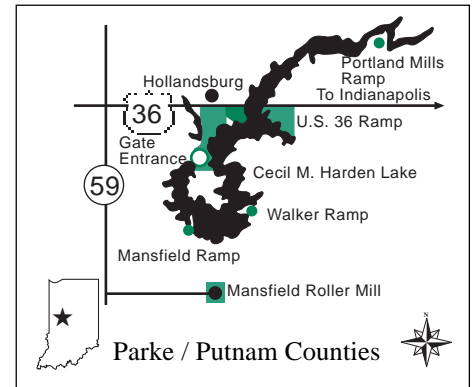 Portland Mills
Ramp
Hollandsburg
To Indianapolis
36
U.S. 36 Ramp
Gate
Entrance
Cecil M. Harden Lake
59
Walker Ramp
Mansfield Ramp
Mansfield Roller Mill
Parke / Putnam Counties